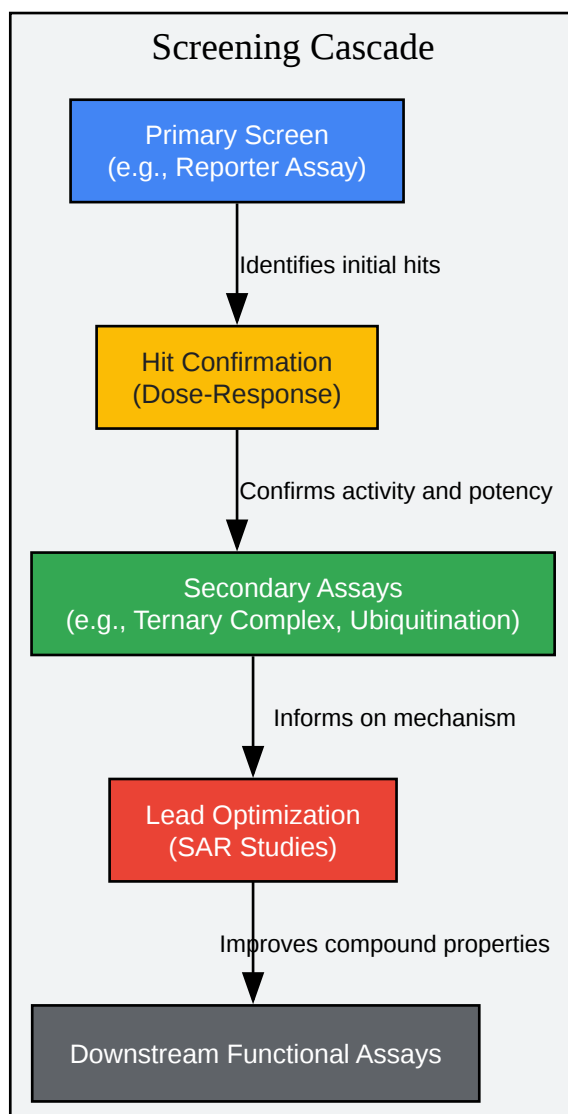 Screening Cascade
Primary Screen
(e.g., Reporter Assay)
Identifies initial hits
Hit Confirmation
(Dose-Response)
Confirms activity and potency
Secondary Assays
(e.g., Ternary Complex, Ubiquitination)
Informs on mechanism
Lead Optimization
(SAR Studies)
Improves compound properties
Downstream Functional Assays